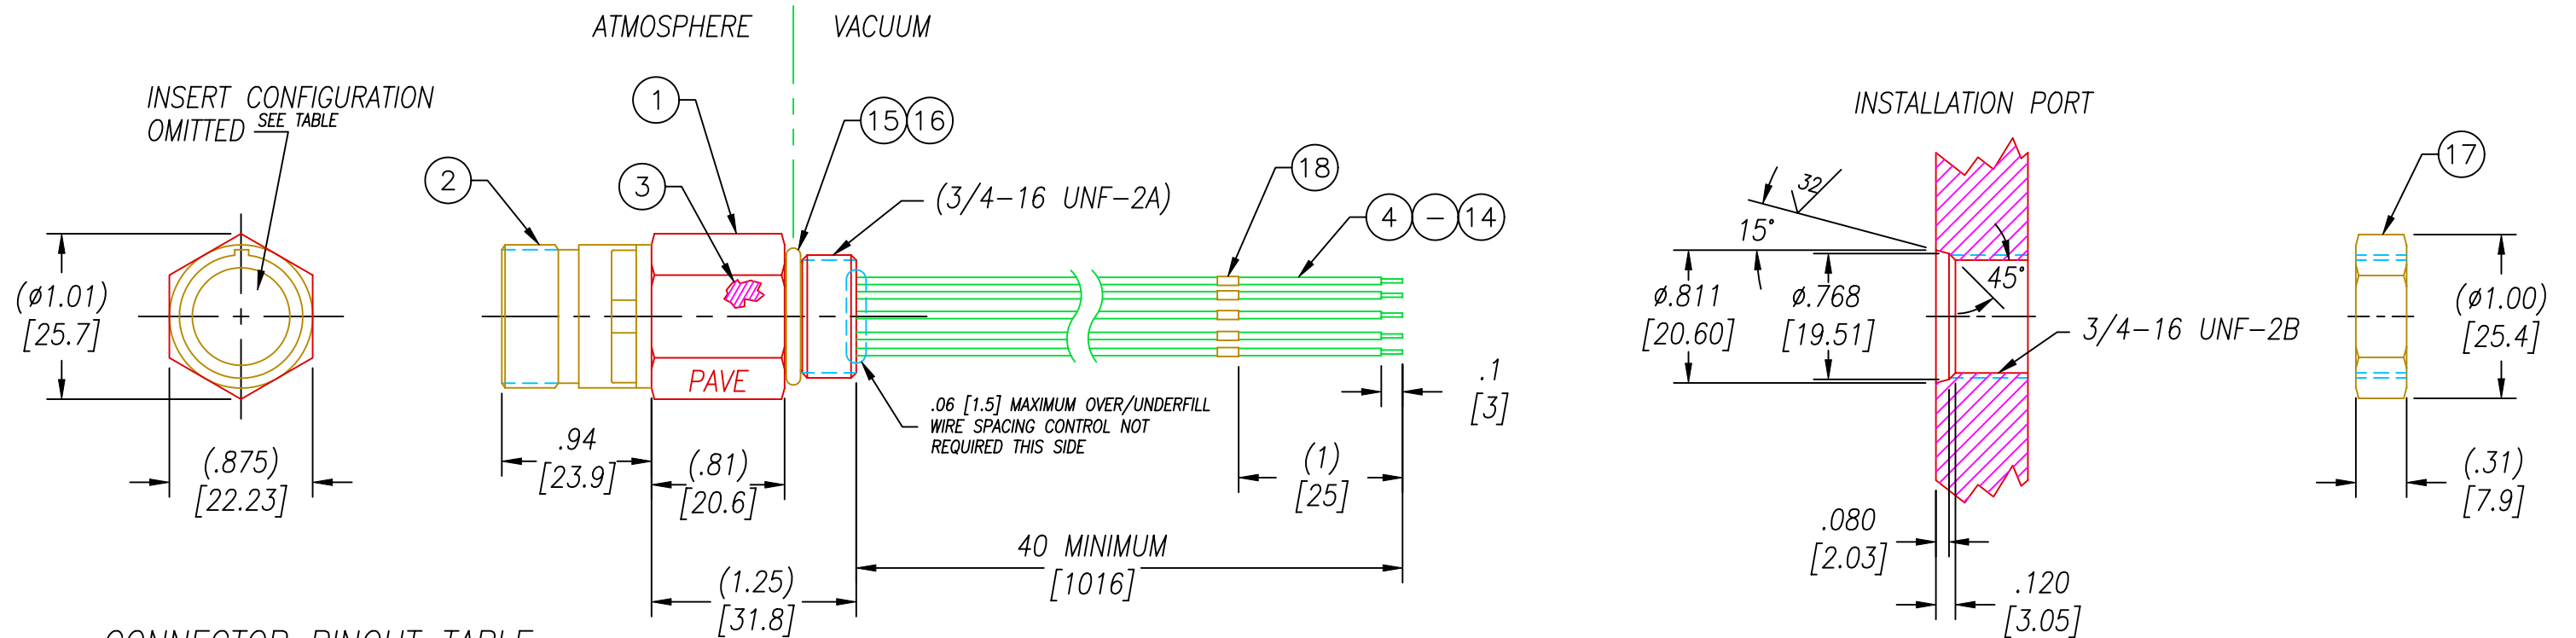 ATMOSPHERE VACUUM
INSERT CONFIGURATION
OMITTED SEE TABLE
1
15 16
2
3
(3/4-16 UNF-2A)
18
4 - 14
INSTALLATION PORT
17
32
15°
45°
(ø1.01)
[25.7]
(.875)
[22.23]
PAVE
.06 [1.5] MAXIMUM OVER/UNDERFILL
WIRE SPACING CONTROL NOT
REQUIRED THIS SIDE
.94
[23.9]
(.81)
[20.6]
(1.25)
[31.8]
40 MINIMUM
[1016]
(1)
[25]
.1
[3]
ø.811
[20.60]
ø.768
[19.51]
3/4-16 UNF-2B
.080
[2.03]
.120
[3.05]
(ø1.00)
[25.4]
(.31)
[7.9]
CONNECTOR PINOUT TABLE